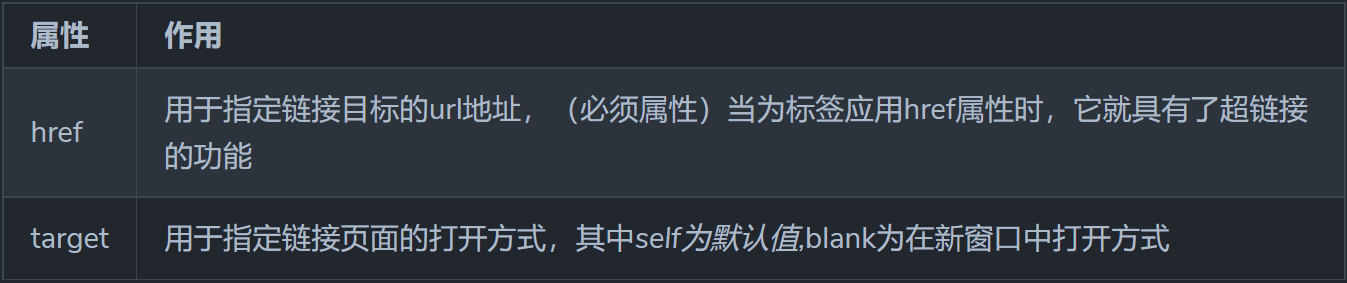 属性 作用
href 用于指定链接目标的url地址，（必须属性）当为标签应用href属性时，它就具有了超链接
的功能
target 用于指定链接页面的打开方式，其中self为默认值,blank为在新窗口中打开方式